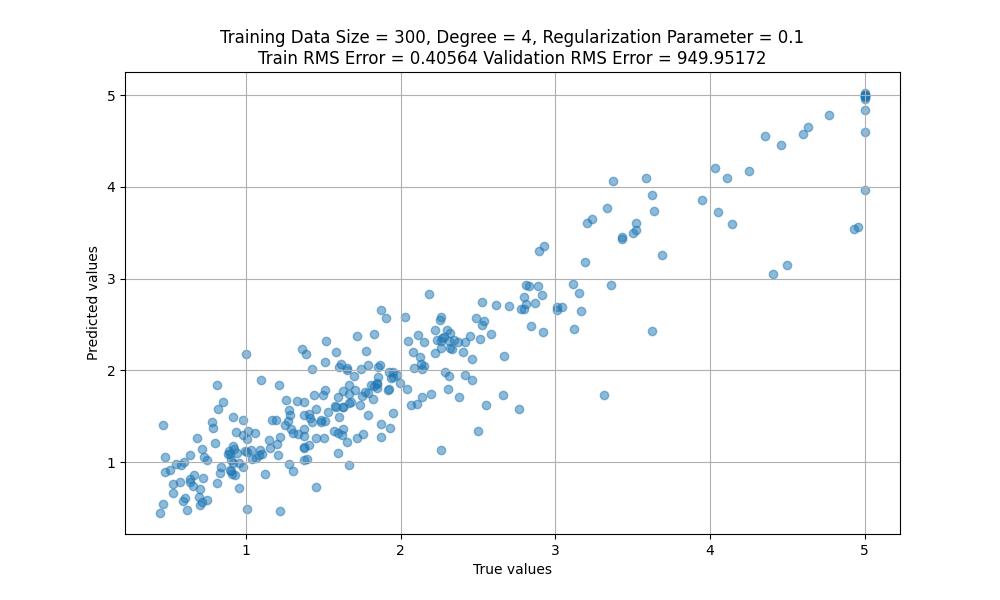 Training Data Size = 300, Degree = 4, Regularization Parameter = 0.1
Train RMS Error = 0.40564 Validation RMS Error = 949.95172
5
4
3
2
1
Predicted values
1 2 3 4 5
True values